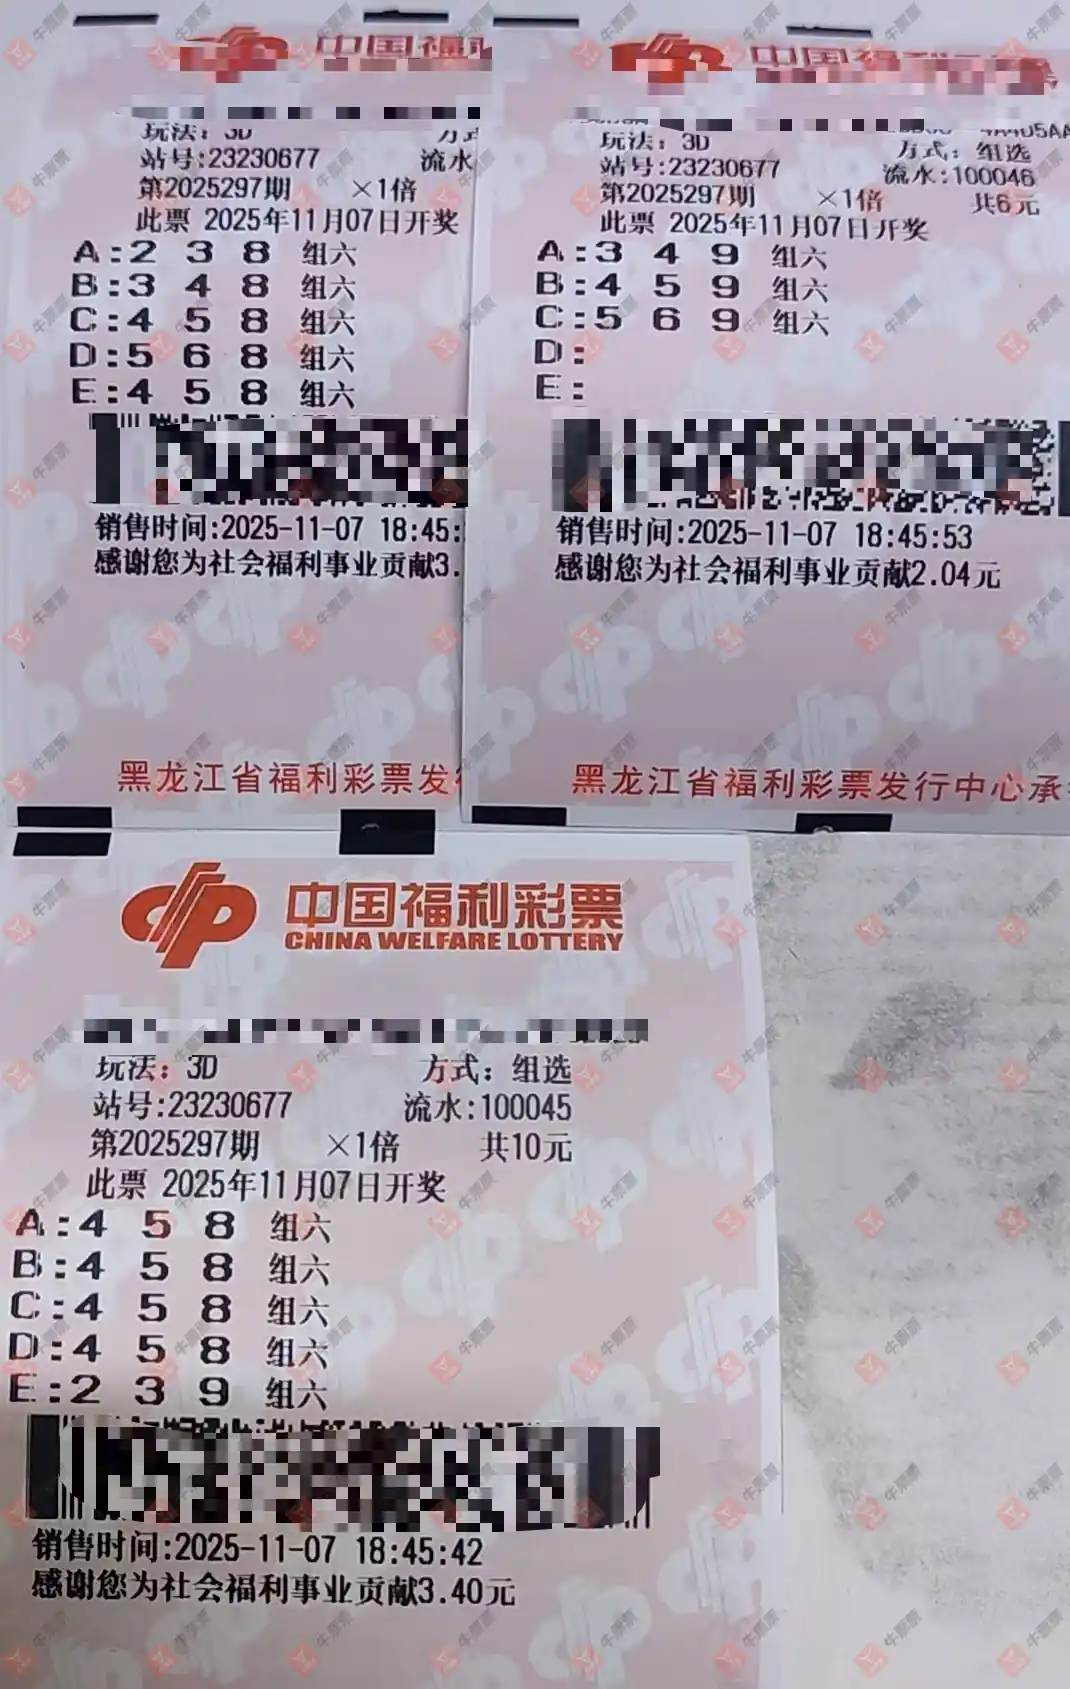 中国福利
玩法：3D
站号:23230677 流水
第2025297期 ×1倍
此票 2025年11月07日开奖
A:2 3 8 组六
B:3 4 8 组六
C:4 5 8 组六
D:5 6 8 组六
E:4 5 8 组六
销售时间:2025-11-07 18:45:
感谢您为社会福利事业贡献3.
黑龙江省福利彩票发行
中国福利彩票
玩法：3D 方式：组选
站号:23230677 流水:100046
第2025297期 ×1倍 共6元
此票 2025年11月07日开奖
A:3 4 9 组六
B:4 5 9 组六
C:5 6 9 组六
D:
E:
销售时间:2025-11-07 18:45:53
感谢您为社会福利事业贡献2.04元
黑龙江省福利彩票发行中心承
中国福利彩票
CHINA WELFARE LOTTERY
玩法：3D 方式：组选
站号:23230677 流水:100045
第2025297期 ×1倍 共10元
此票 2025年11月07日开奖
A:4 5 8 组六
B:4 5 8 组六
C:4 5 8 组六
D:4 5 8 组六
E:2 3 9 组六
销售时间:2025-11-07 18:45:42
感谢您为社会福利事业贡献3.40元
牛票票